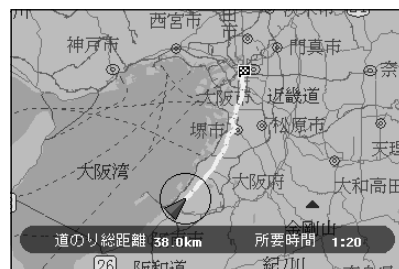 西宮市
神戸市
門真市
大阪市 近畿道
堺市 松原市
大阪湾
大阪府
大和高田
金剛山
道のり総距離 38.0km 所要時間 1:20
26 阪和道 紀ノ川